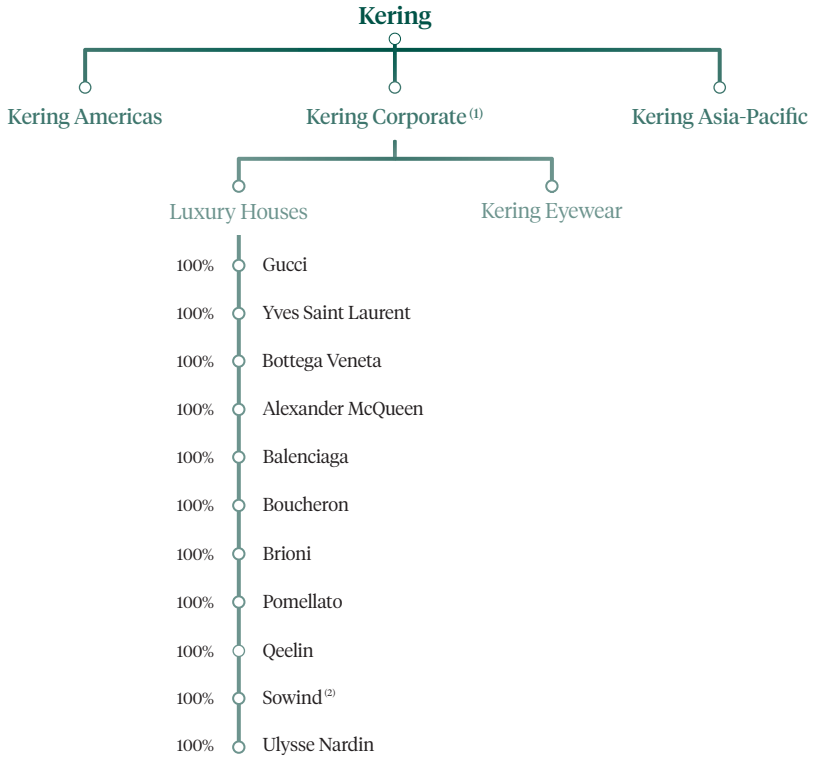 Kering
Kering Americas
Kering Corporate (1)
Kering Asia-Pacific
Luxury Houses
Kering Eyewear
100% Gucci
100% Yves Saint Laurent
100% Bottega Veneta
100% Alexander McQueen
100% Balenciaga
100% Boucheron
100% Brioni
100% Pomellato
100% Qeelin
100% Sowind (2)
100% Ulysse Nardin